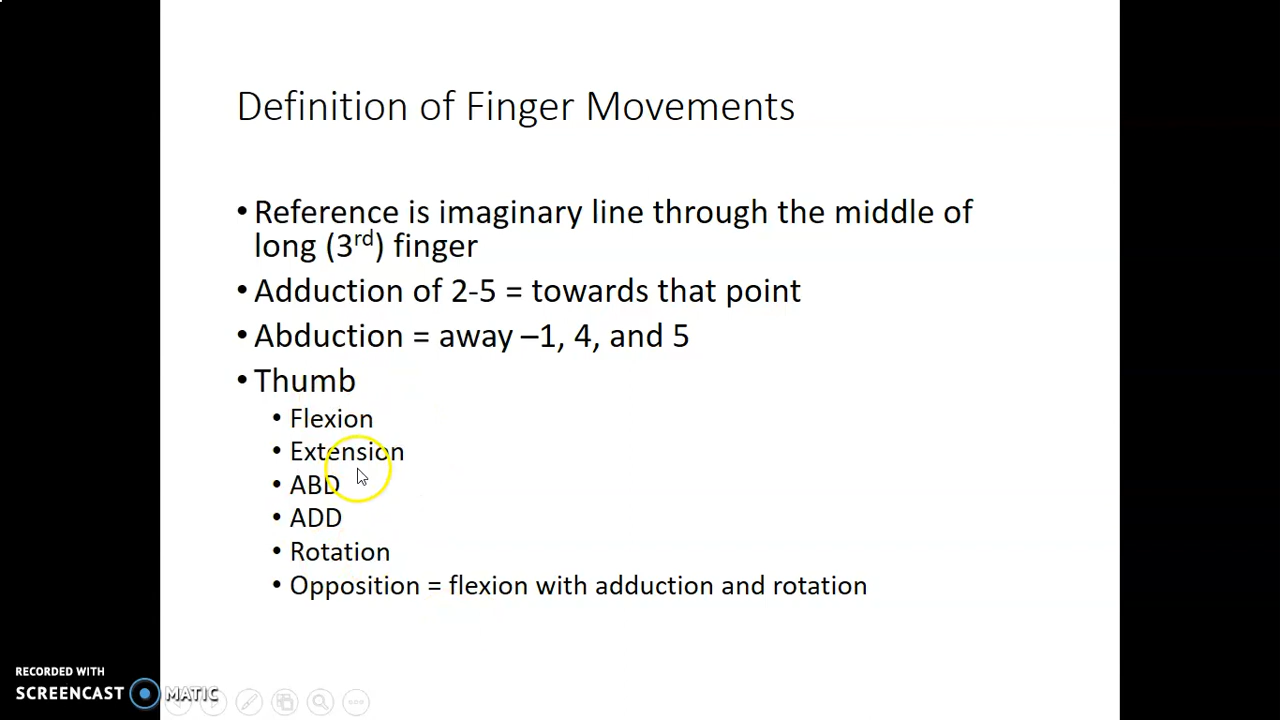 Definition of Finger Movements
• Reference is imaginary line through the middle of
long (3rd) finger
• Adduction of 2-5 = towards that point
• Abduction = away –1, 4, and 5
• Thumb
• Flexion
• Extension
• ABD
• ADD
• Rotation
• Opposition = flexion with adduction and rotation
RECORDED WITH
SCREENCAST MATIC